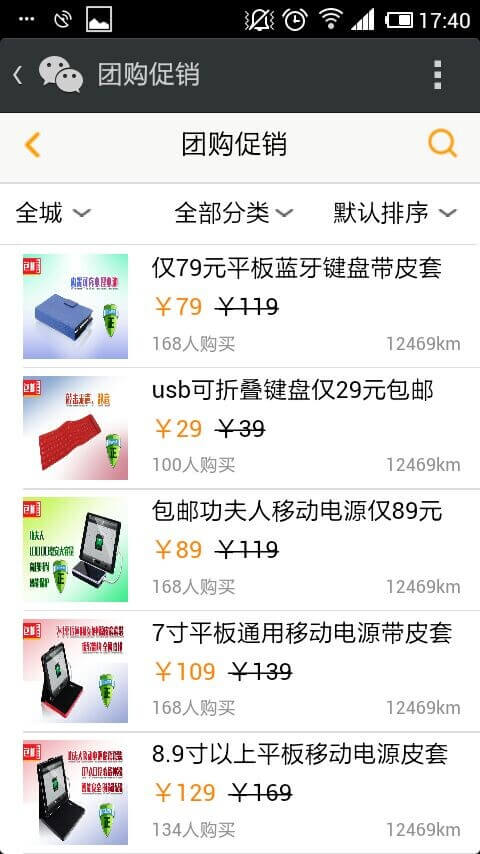 17:40
团购促销
团购促销
全城
全部分类
默认排序
仅79元平板蓝牙键盘带皮套
￥79 ￥119
168人购买 12469km
usb可折叠键盘仅29元包邮
￥29 ￥39
100人购买 12469km
包邮功夫人移动电源仅89元
￥89 ￥119
168人购买 12469km
7寸平板通用移动电源带皮套
￥109 ￥139
168人购买 12469km
8.9寸以上平板移动电源皮套
￥129 ￥169
134人购买 12469km